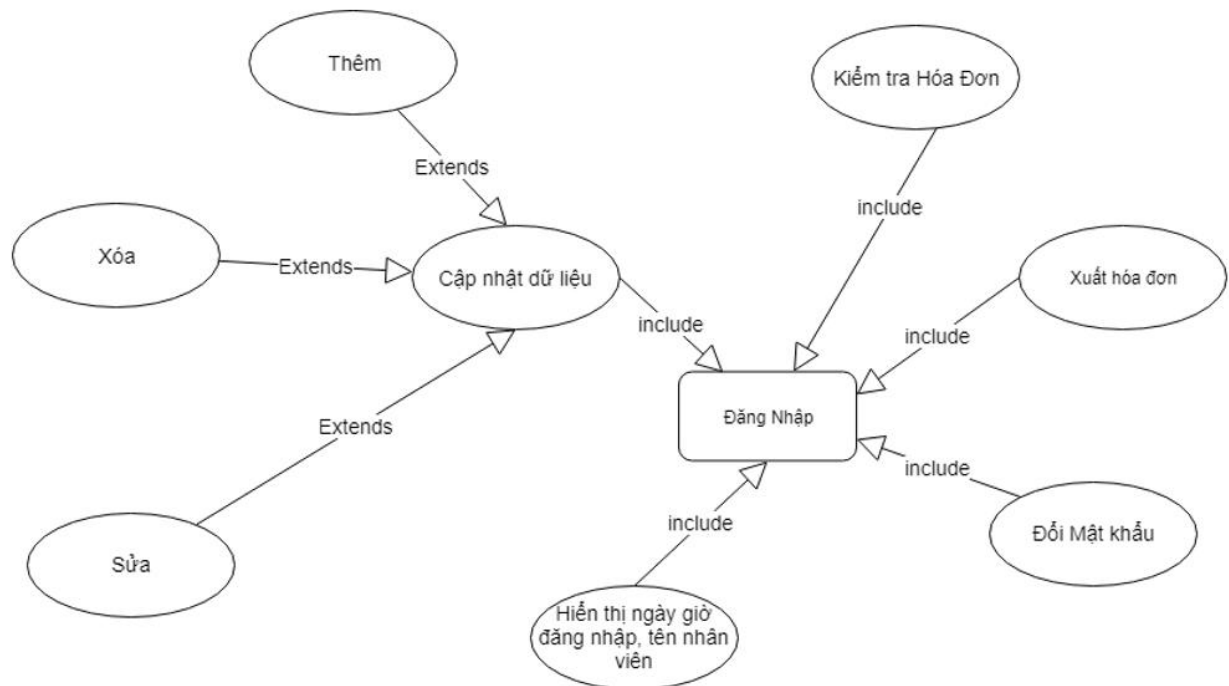 Thêm
Kiểm tra Hóa Đơn
Extends
include
Xóa
Extends
Cập nhật dữ liệu
Xuất hóa đơn
include
include
Đăng Nhập
Extends
include
include
Đổi Mật khẩu
Sửa
Hiển thị ngày giờ
đăng nhập, tên nhân
viên